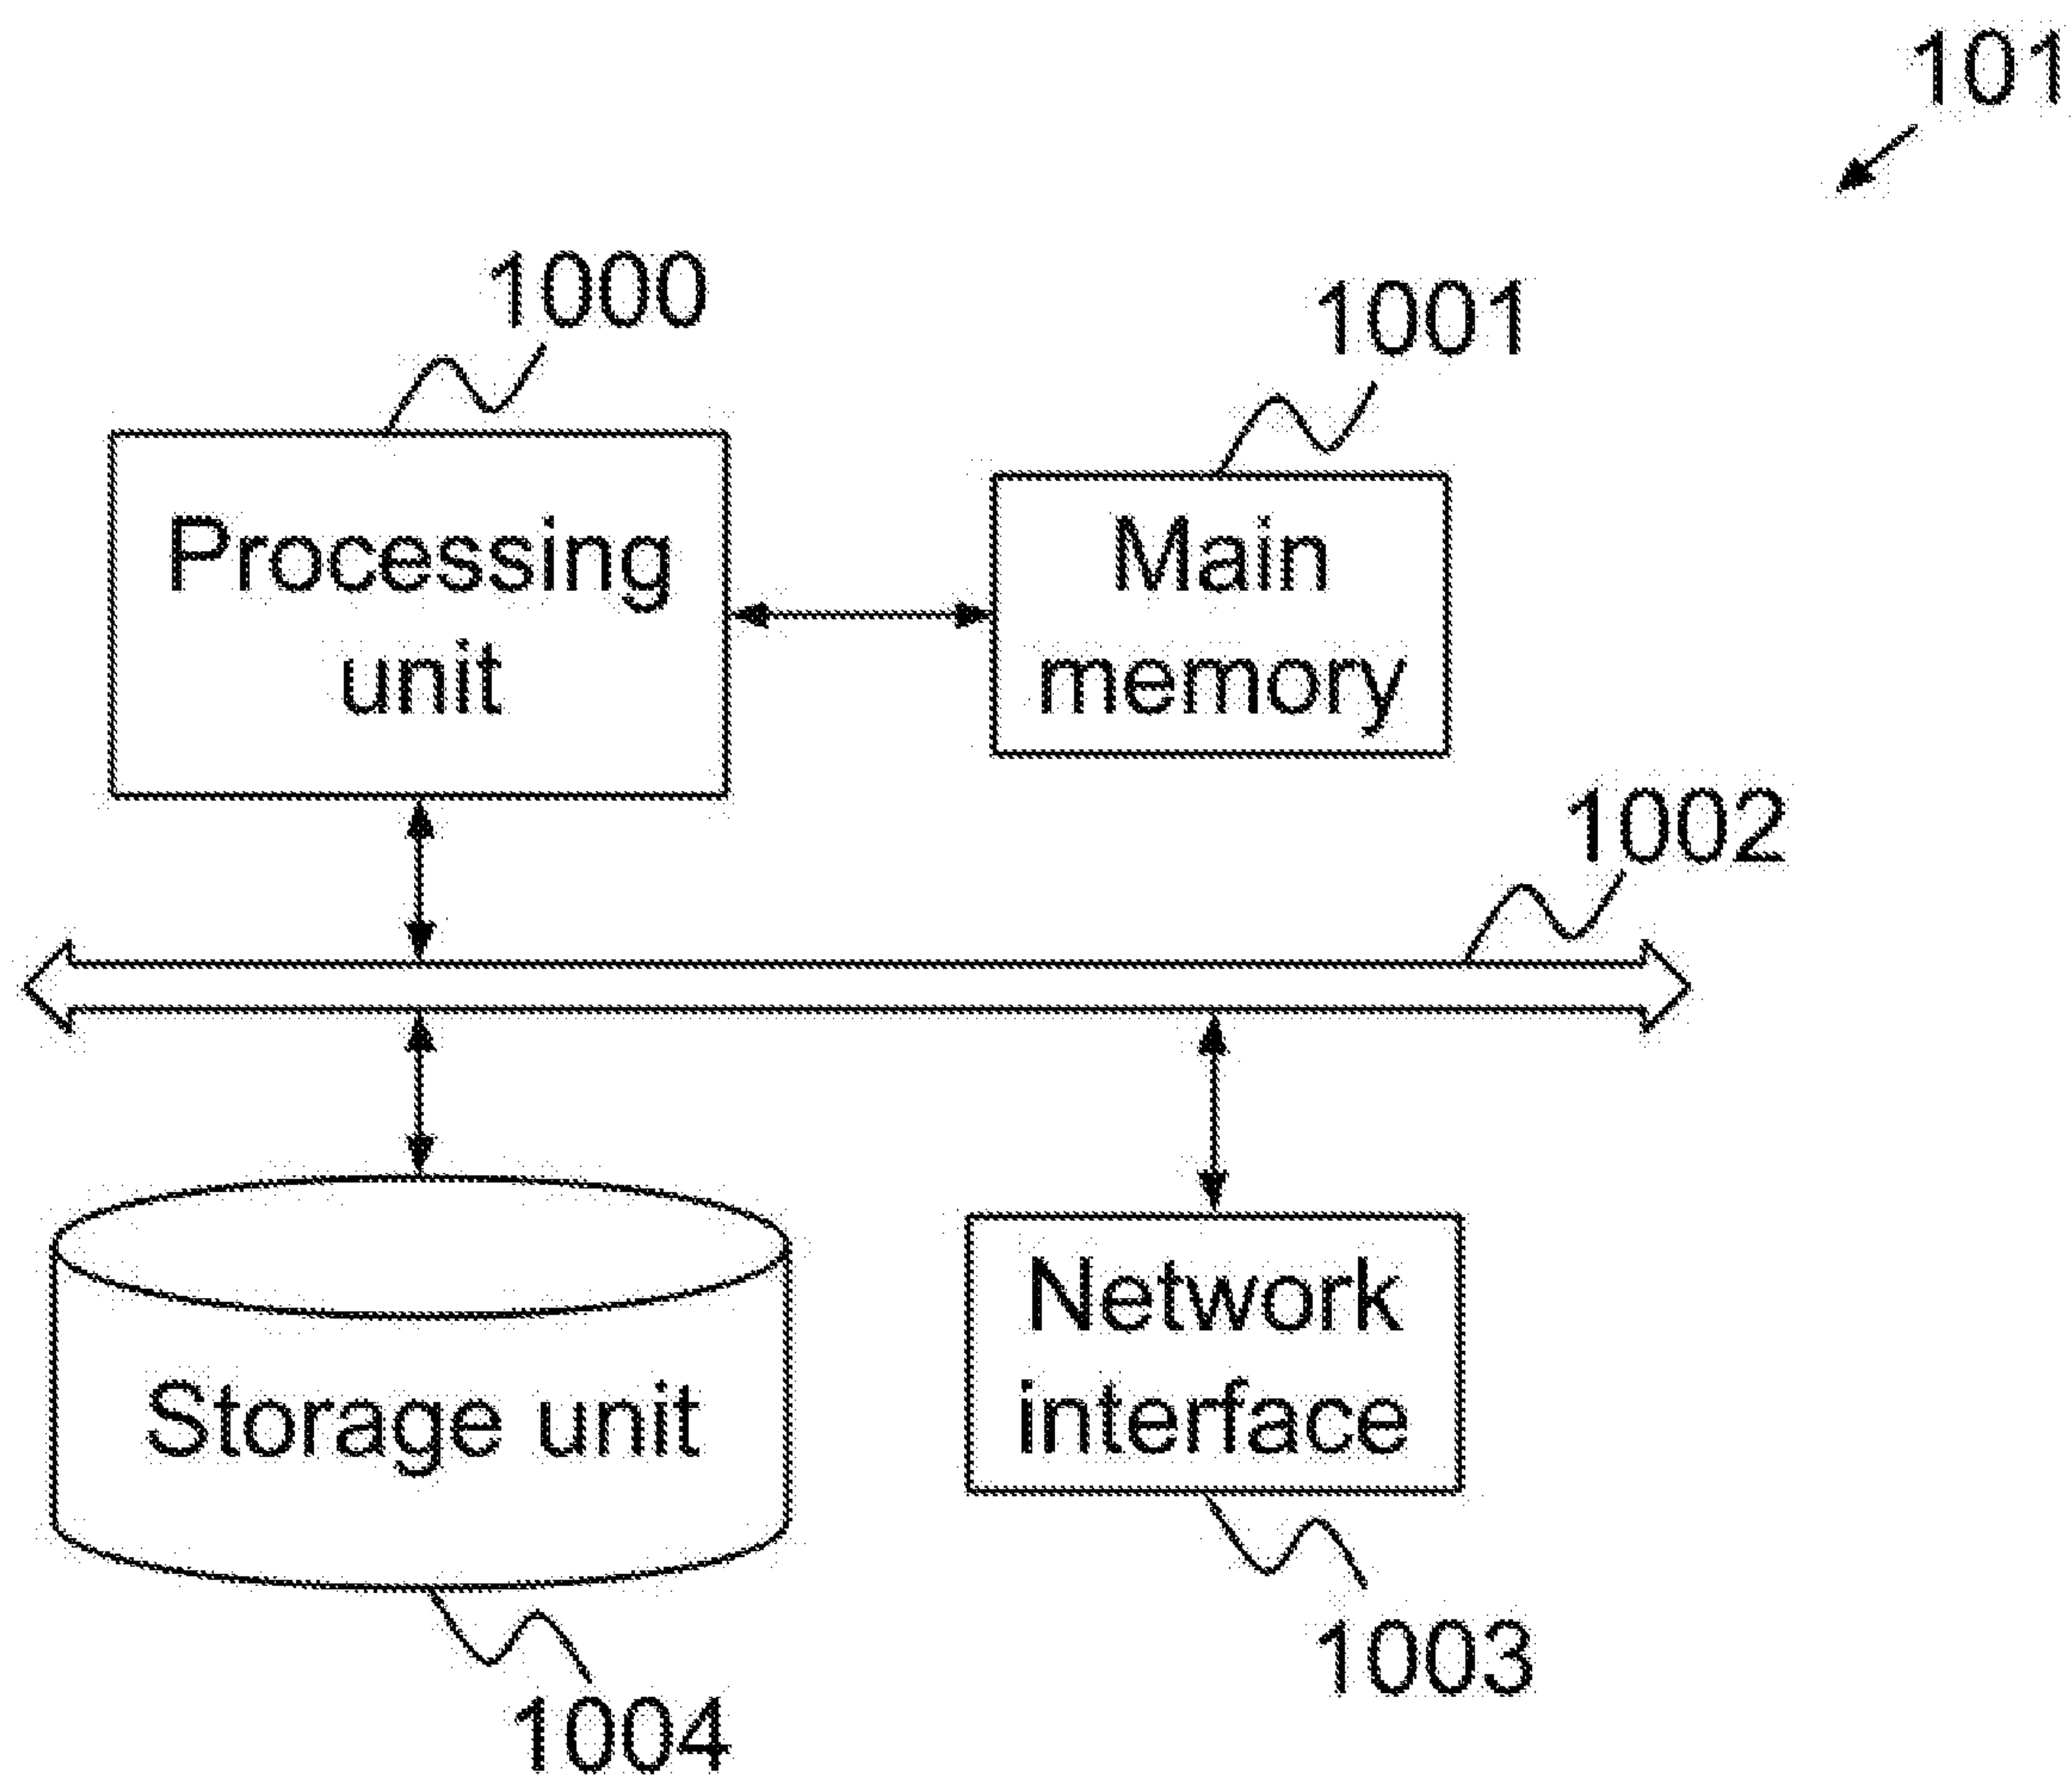 101
1000
1001
Processing
unit
Main
memory
1002
Storage unit
Network
interface
1003
1004